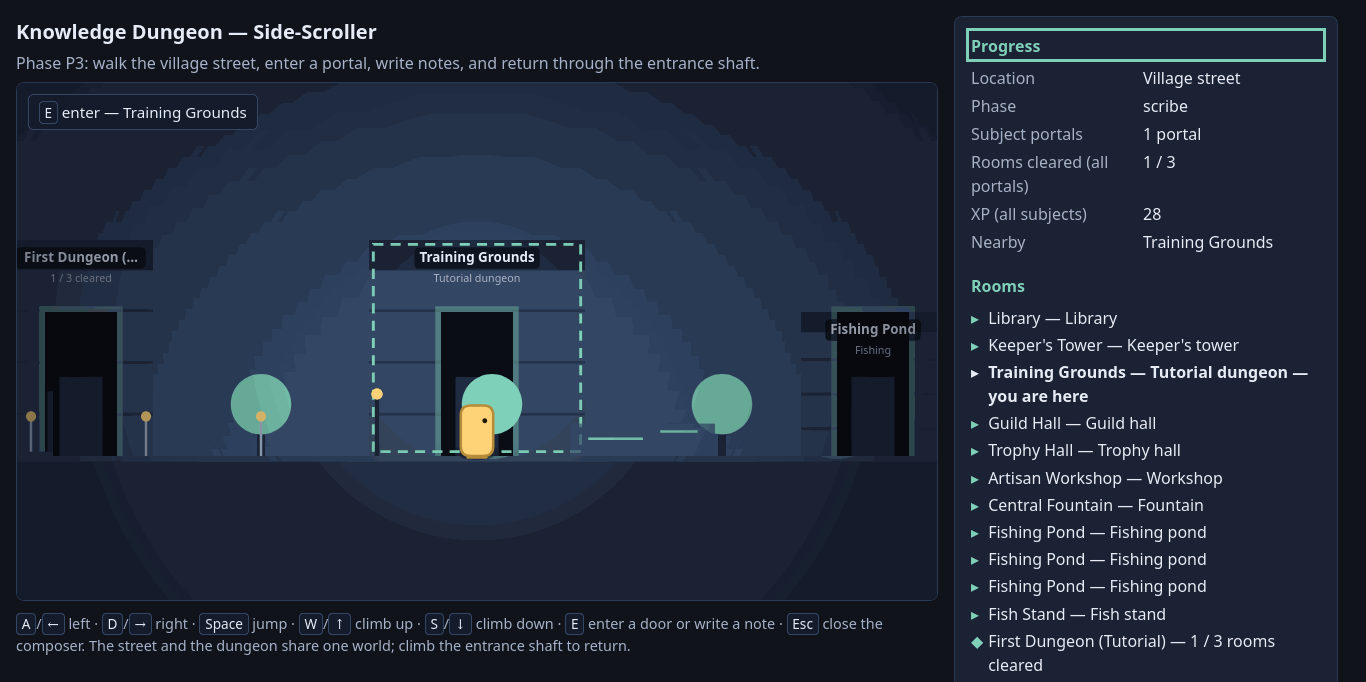 Knowledge Dungeon — Side-Scroller
Phase P3: walk the village street, enter a portal, write notes, and return through the entrance shaft.
E enter — Training Grounds
First Dungeon (...
1 / 3 cleared
Training Grounds
Tutorial dungeon
Fishing Pond
Fishing
A/← left · D/→ right · Space jump · W/↑ climb up · S/↓ climb down · E enter a door or write a note · Esc close the
composer. The street and the dungeon share one world; climb the entrance shaft to return.
Progress
Location Village street
Phase scribe
Subject portals 1 portal
Rooms cleared (all 1 / 3
portals)
XP (all subjects) 28
Nearby Training Grounds
Rooms
▸ Library — Library
▸ Keeper's Tower — Keeper's tower
▸ Training Grounds — Tutorial dungeon —
you are here
▸ Guild Hall — Guild hall
▸ Trophy Hall — Trophy hall
▸ Artisan Workshop — Workshop
▸ Central Fountain — Fountain
▸ Fishing Pond — Fishing pond
▸ Fishing Pond — Fishing pond
▸ Fishing Pond — Fishing pond
▸ Fish Stand — Fish stand
◆ First Dungeon (Tutorial) — 1 / 3 rooms
cleared